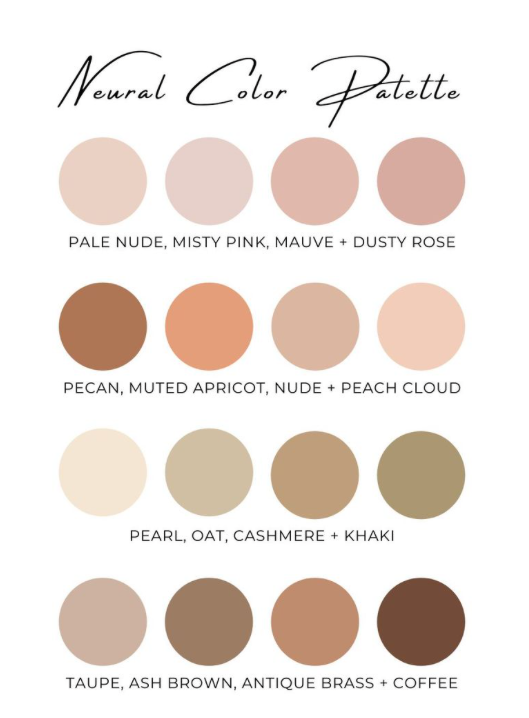 Neural Color Palette
PALE NUDE, MISTY PINK, MAUVE + DUSTY ROSE
PECAN, MUTED APRICOT, NUDE + PEACH CLOUD
PEARL, OAT, CASHMERE + KHAKI
TAUPE, ASH BROWN, ANTIQUE BRASS + COFFEE